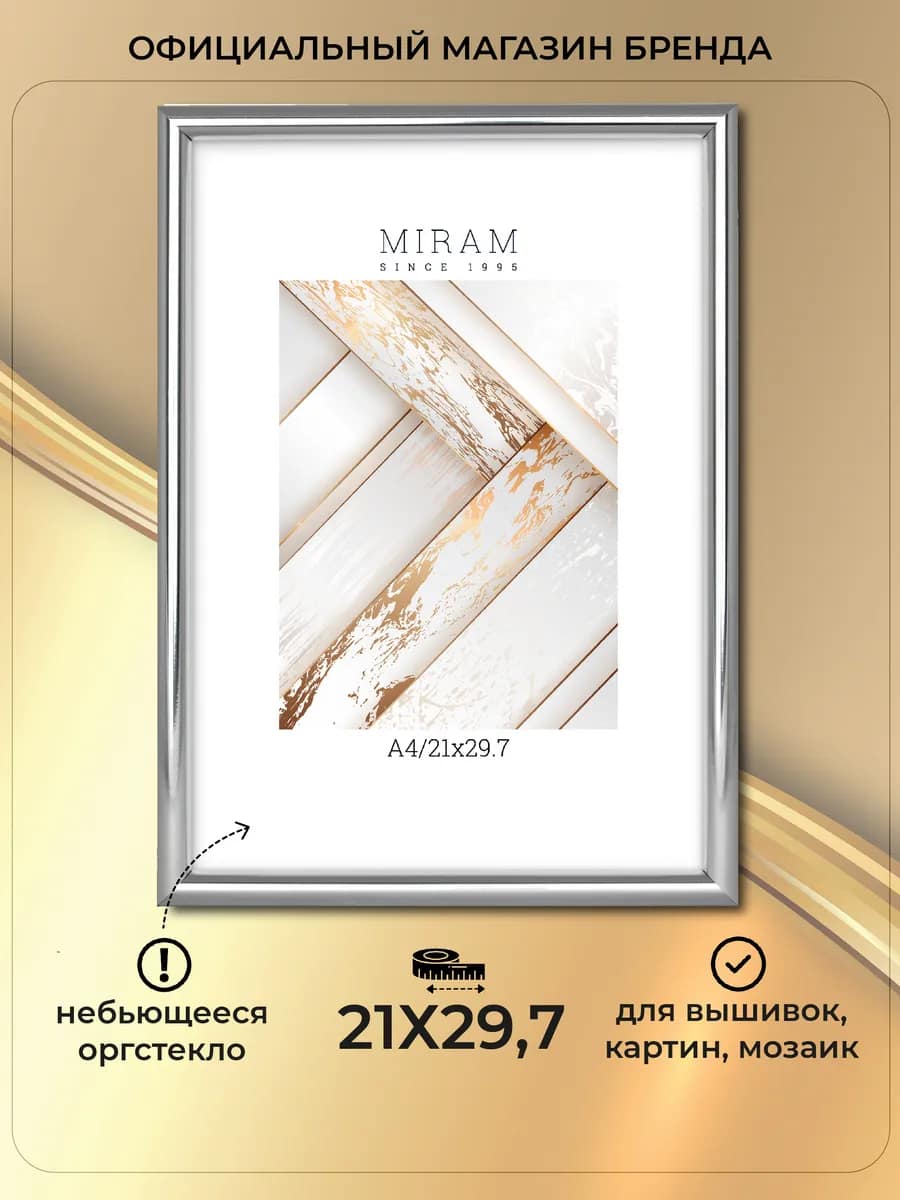 ОФИЦИАЛЬНЫЙ МАГАЗИН БРЕНДА
MIRAM
SINCE 1995
A4/21x29.7
небьющееся
оргстекло
21X29,7
для вышивок,
картин, мозаик